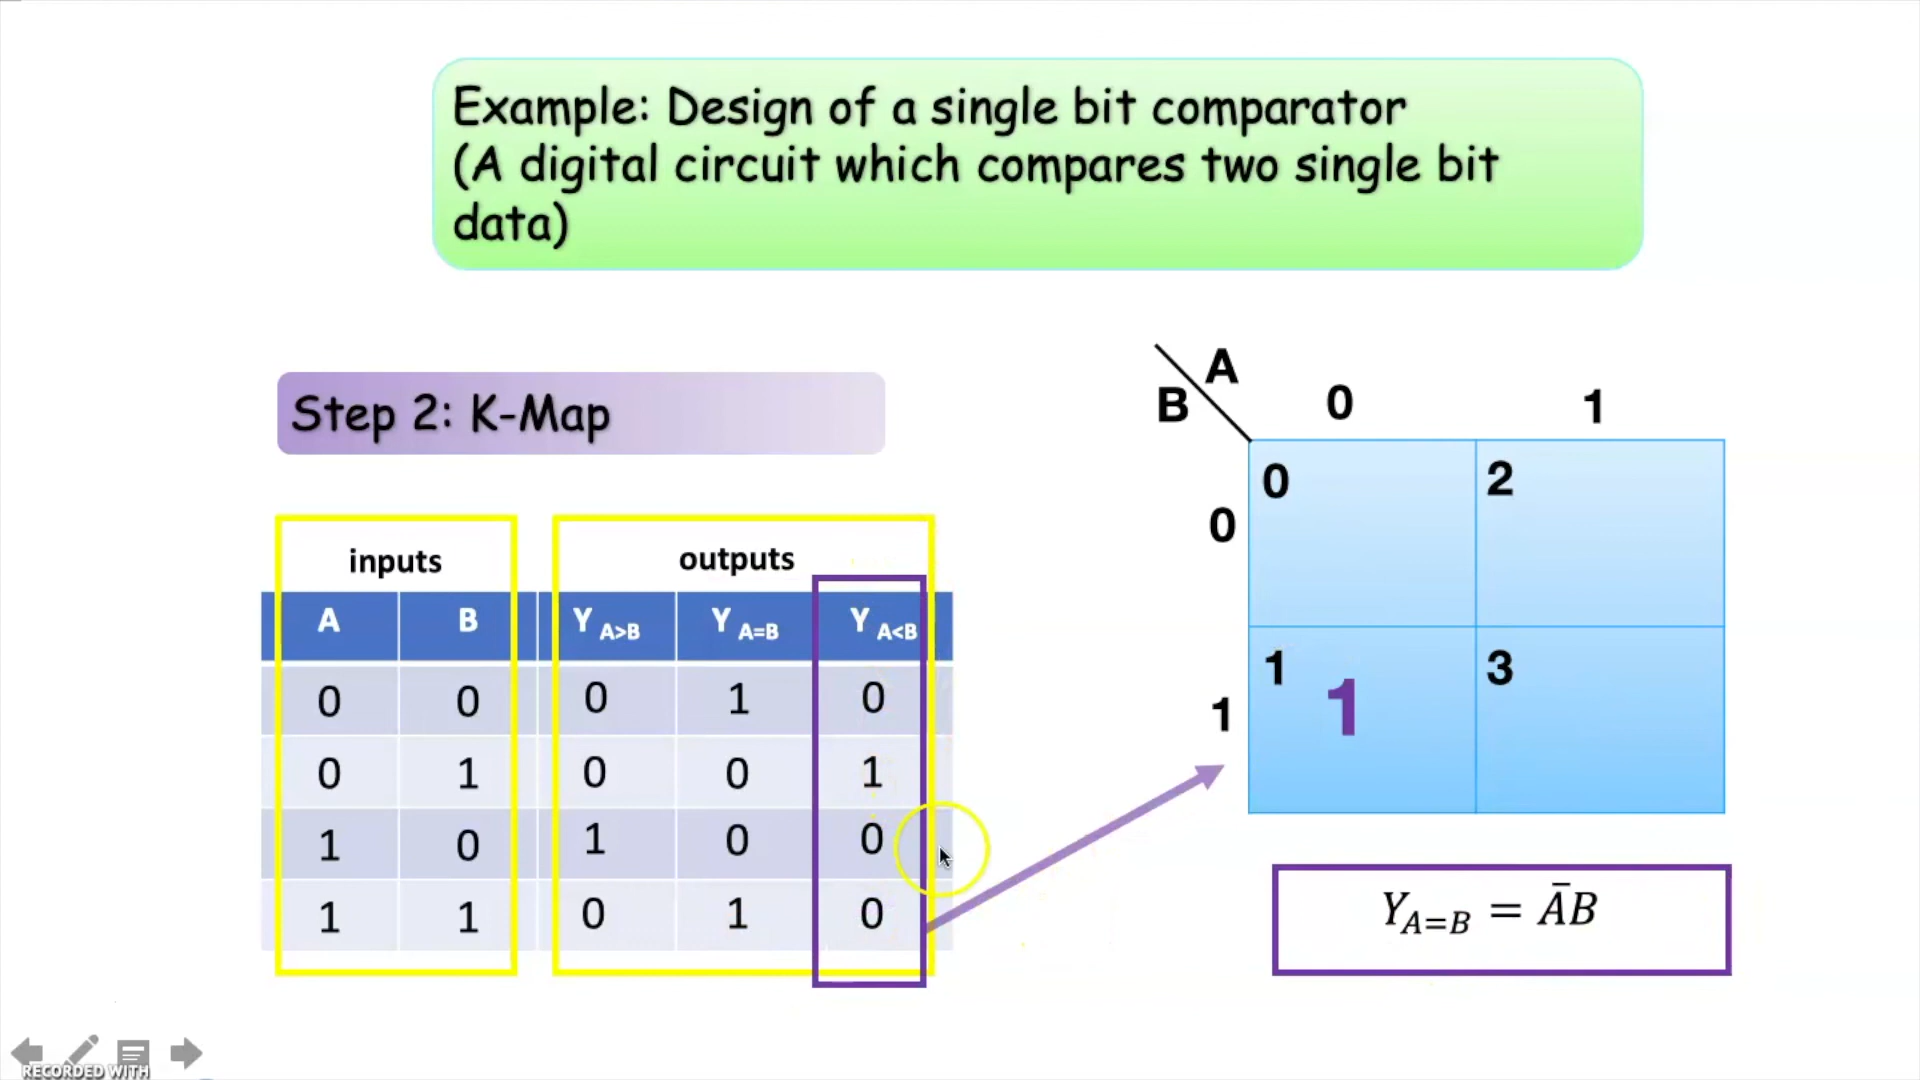 Example: Design of a single bit comparator
(A digital circuit which compares two single bit
data)
Step 2: K-Map
inputs outputs
A B Y A>B Y A=B Y A<B
0 0 0 1 0
0 1 0 0 1
1 0 1 0 0
1 1 0 1 0
A
B 0 1
0 2
0
1 3
1 1
Y_{A=B} = ĀB
RECORDED WITH